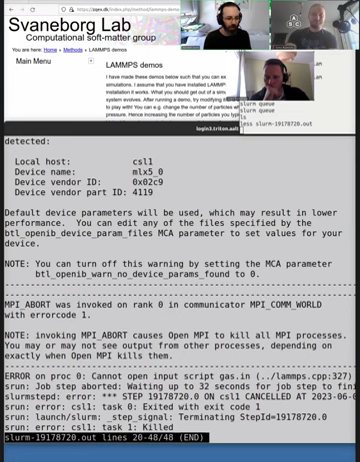 Svaneborg Lab
Computational soft-matter group
You are here: Home » Methods » LAMMPS demos
Main Menu
LAMMPS demos
I have made these demos below such that you can ex
simulations. I assume that you have installed LAMMP
installation it works. What you should get out of a sim
system evolves. After running a demo, try modifying
to play with! You can e.g. change the number of particles
pressure. Hence increasing the number of particles you typ
slurm queue
slurm queue
ls
less slurm-19178720.out
login3.triton.aalt
detected:
Local host: csl1
Device name: mlx5_0
Device vendor ID: 0x02c9
Device vendor part ID: 4119
Default device parameters will be used, which may result in lower
performance. You can edit any of the files specified by the
btl_openib_device_param_files MCA parameter to set values for your
device.
NOTE: You can turn off this warning by setting the MCA parameter
btl_openib_warn_no_device_params_found to 0.
--------------------------------------------------------------------------
--------------------------------------------------------------------------
MPI_ABORT was invoked on rank 0 in communicator MPI_COMM_WORLD
with errorcode 1.
NOTE: invoking MPI_ABORT causes Open MPI to kill all MPI processes.
You may or may not see output from other processes, depending on
exactly when Open MPI kills them.
--------------------------------------------------------------------------
ERROR on proc 0: Cannot open input script gas.in (../lammps.cpp:327)
srun: Job step aborted: Waiting up to 32 seconds for job step to fini
slurmstepd: error: *** STEP 19178720.0 ON csl1 CANCELLED AT 2023-06-0
srun: error: csl1: task 0: Exited with exit code 1
srun: launch/slurm: _step_signal: Terminating StepId=19178720.0
srun: error: csl1: task 1: Killed
slurm-19178720.out lines 20-48/48 (END)